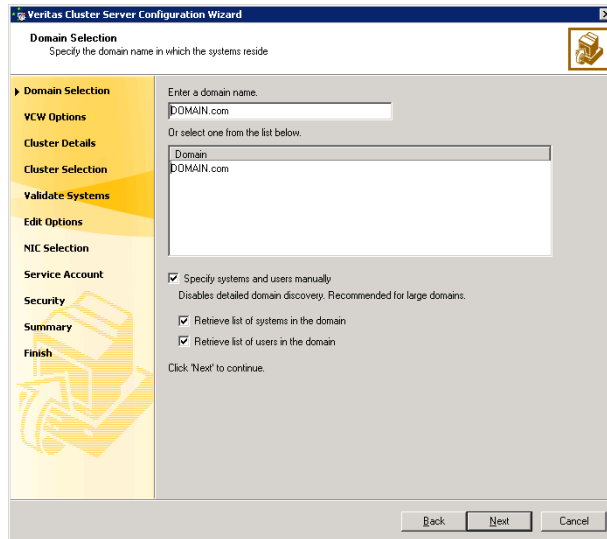 Veritas Cluster Server Configuration Wizard
Domain Selection
Specify the domain name in which the systems reside
Domain Selection
VCW Options
Cluster Details
Cluster Selection
Validate Systems
Edit Options
NIC Selection
Service Account
Security
Summary
Finish
Enter a domain name.
DOMAIN.com
Or select one from the list below.
Domain
DOMAIN.com
Specify systems and users manually
Disables detailed domain discovery. Recommended for large domains.
Retrieve list of systems in the domain
Retrieve list of users in the domain
Click 'Next' to continue.
Back
Next
Cancel